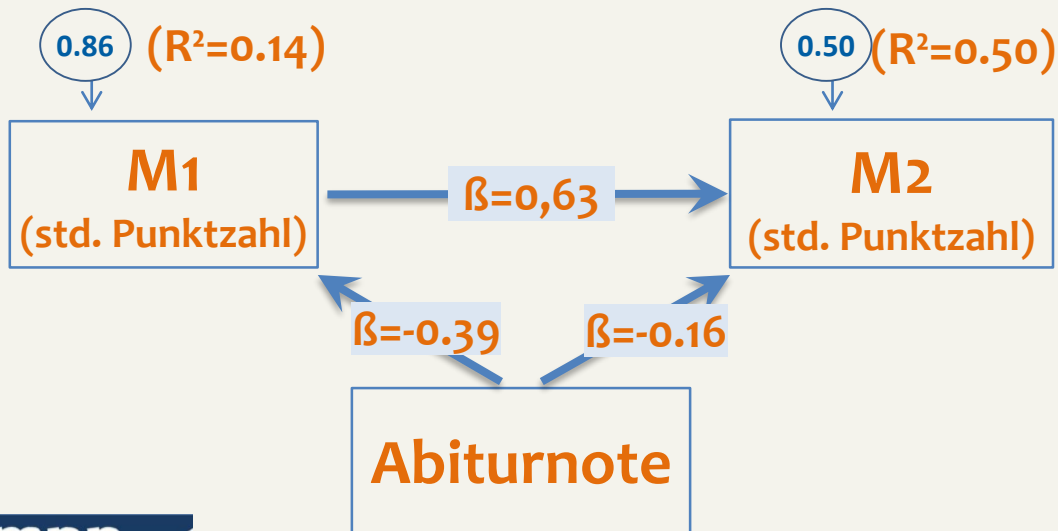 0.86 (R²=0.14)
0.50 (R²=0.50)
M1
(std. Punktzahl)
ß=0,63
M2
(std. Punktzahl)
ß=-0.39
ß=-0.16
Abiturnote